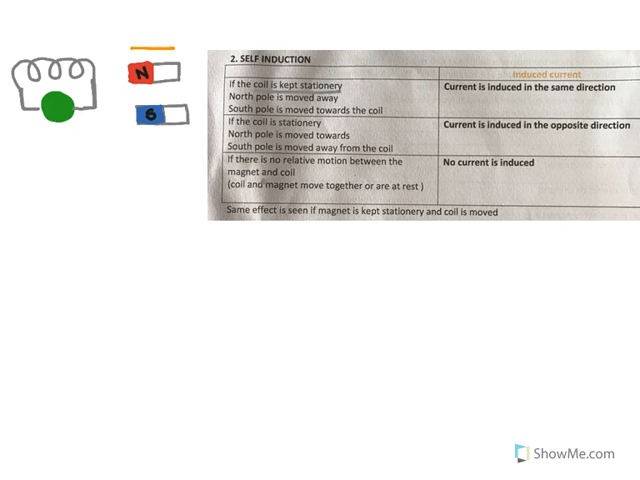 2. SELF INDUCTION
Induced current
If the coil is kept stationery
North pole is moved away
South pole is moved towards the coil
Current is induced in the same direction
If the coil is stationery
North pole is moved towards
South pole is moved away from the coil
Current is induced in the opposite direction
If there is no relative motion between the
magnet and coil
(coil and magnet move together or are at rest )
No current is induced
Same effect is seen if magnet is kept stationery and coil is moved
N
S
ShowMe.com